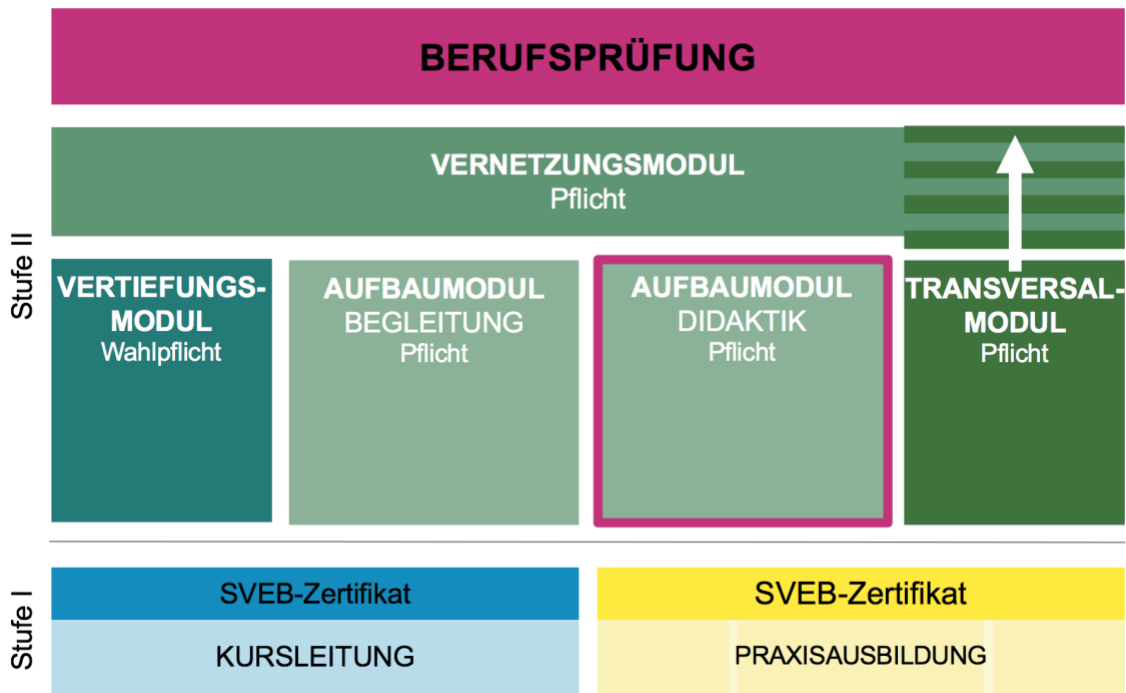 BERUFSPRÜFUNG
VERNETZUNGSMODUL
Pflicht
Stufe II
VERTIEFUNGS-
MODUL
Wahlpflicht
AUFBAUMODUL
BEGLEITUNG
Pflicht
AUFBAUMODUL
DIDAKTIK
Pflicht
TRANSVERSAL-
MODUL
Pflicht
Stufe I
SVEB-Zertifikat
KURSLEITUNG
SVEB-Zertifikat
PRAXISAUSBILDUNG